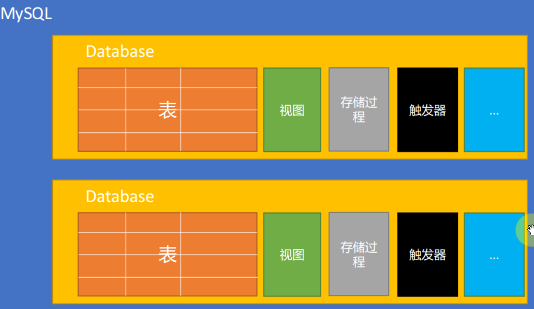 MySQL
Database
表
视图
存储过
程
触发器
...
Database
表
视图
存储过
程
触发器
...